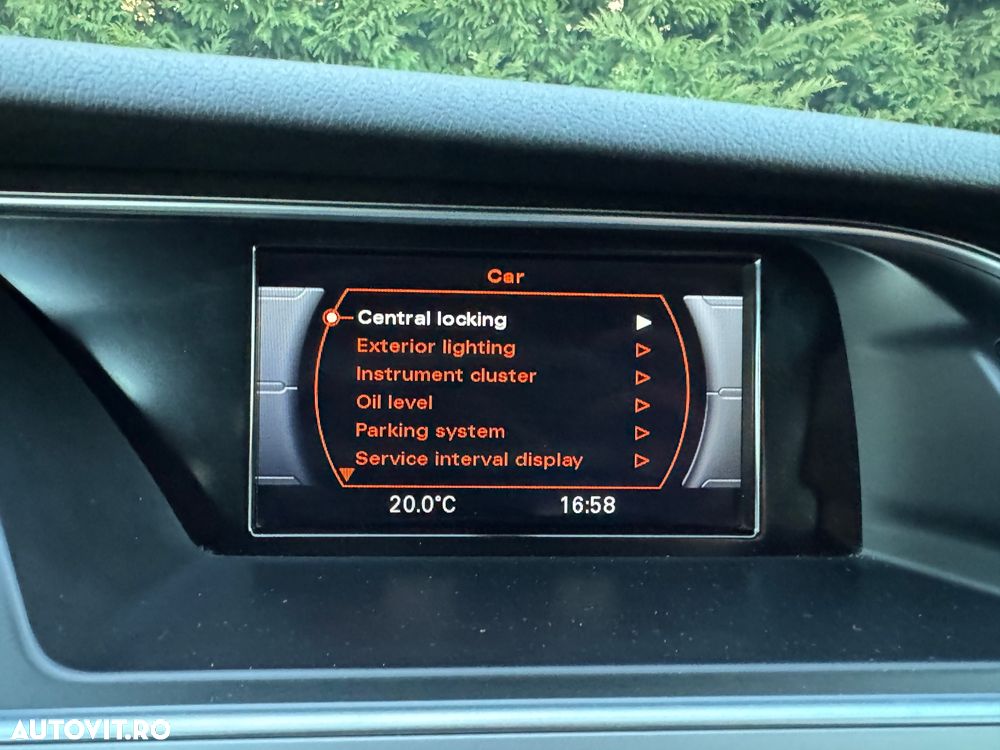 Car
Central locking
Exterior lighting
Instrument cluster
Oil level
Parking system
Service interval display
20.0°C 16:58
AUTOVIT.RO